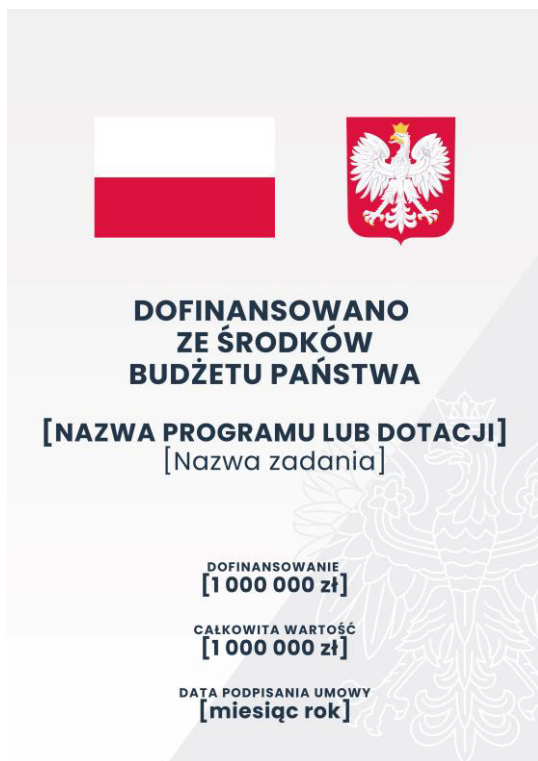 DOFINANSOWANO
ZE ŚRODKÓW
BUDŻETU PAŃSTWA
[NAZWA PROGRAMU LUB DOTACJI]
[Nazwa zadania]
DOFINANSOWANIE
[1 000 000 zł]
CAŁKOWITA WARTOŚĆ
[1 000 000 zł]
DATA PODPISANIA UMOWY
[miesiąc rok]